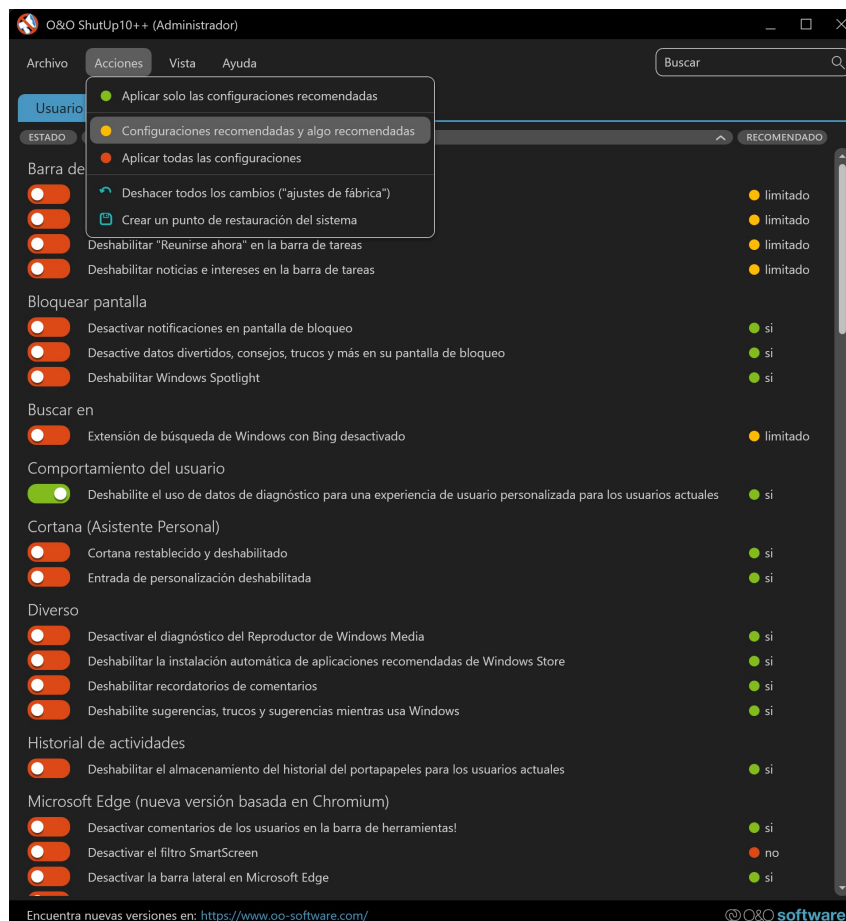 O&O ShutUp10++ (Administrador)
Archivo Acciones Vista Ayuda Buscar
Aplicar solo las configuraciones recomendadas
Usuario
Configuraciones recomendadas y algo recomendadas
ESTADO RECOMENDADO
Aplicar todas las configuraciones
Barra de
Deshacer todos los cambios ("ajustes de fábrica") limitado
Crear un punto de restauración del sistema limitado
Deshabilitar "Reunirse ahora" en la barra de tareas limitado
Deshabilitar noticias e intereses en la barra de tareas limitado
Bloquear pantalla
Desactivar notificaciones en pantalla de bloqueo si
Desactive datos divertidos, consejos, trucos y más en su pantalla de bloqueo si
Deshabilitar Windows Spotlight si
Buscar en
Extensión de búsqueda de Windows con Bing desactivado limitado
Comportamiento del usuario
Deshabilite el uso de datos de diagnóstico para una experiencia de usuario personalizada para los usuarios actuales si
Cortana (Asistente Personal)
Cortana restablecido y deshabilitado si
Entrada de personalización deshabilitada si
Diverso
Desactivar el diagnóstico del Reproductor de Windows Media si
Deshabilitar la instalación automática de aplicaciones recomendadas de Windows Store si
Deshabilitar recordatorios de comentarios si
Deshabilite sugerencias, trucos y sugerencias mientras usa Windows si
Historial de actividades
Deshabilitar el almacenamiento del historial del portapapeles para los usuarios actuales si
Microsoft Edge (nueva versión basada en Chromium)
Desactivar comentarios de los usuarios en la barra de herramientas! si
Desactivar el filtro SmartScreen no
Desactivar la barra lateral en Microsoft Edge si
Encuentra nuevas versiones en: https://www.oo-software.com/ O&O software